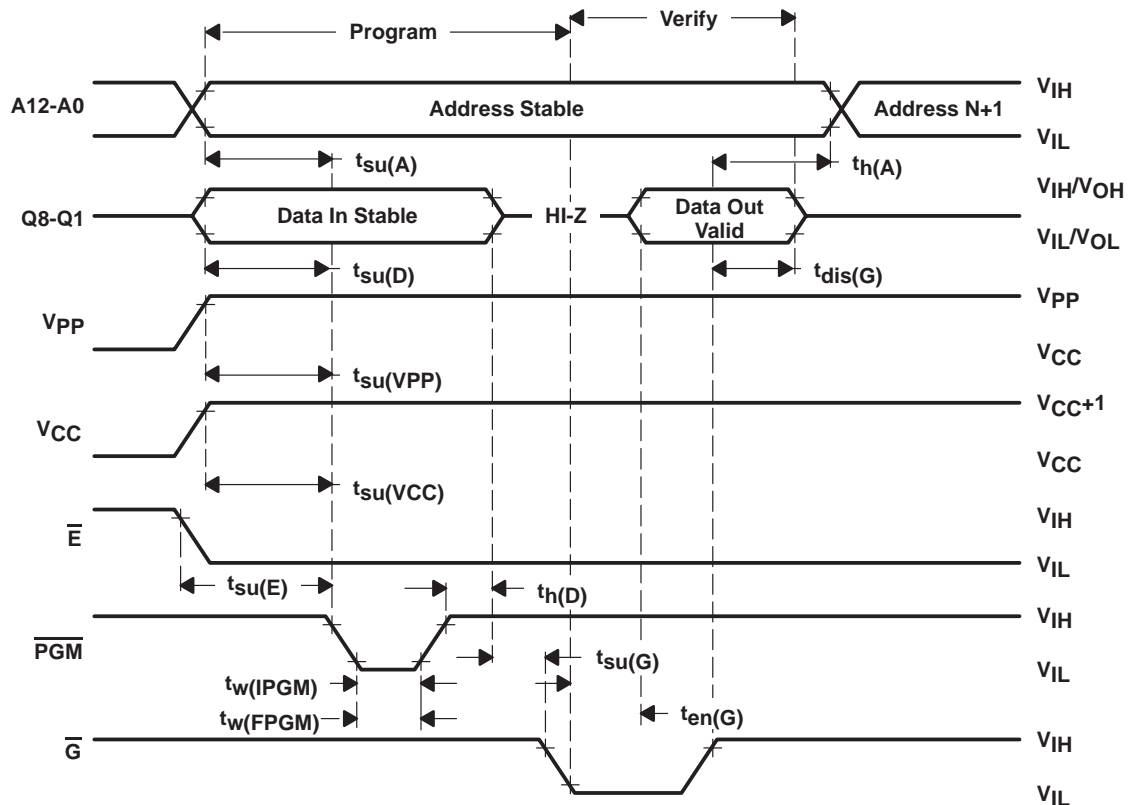 Program
Verify
A12-A0
Address Stable
Address N+1
VIH
VIL
tsu(A)
th(A)
Q8-Q1
Data In Stable
HI-Z
Data Out
Valid
VIH/VOH
VIL/VOL
tsu(D)
tdis(G)
VPP
VPP
VCC
tsu(VPP)
VCC
VCC+1
VCC
tsu(VCC)
E
VIH
VIL
tsu(E)
th(D)
PGM
VIH
VIL
tsu(G)
tw(IPGM)
tw(FPGM)
ten(G)
G
VIH
VIL